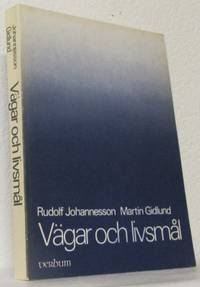 Johannesson
Gidlund
Vägar och livsmål
Rudolf Johannesson Martin Gidlund
Vägar och livsmål
verbum